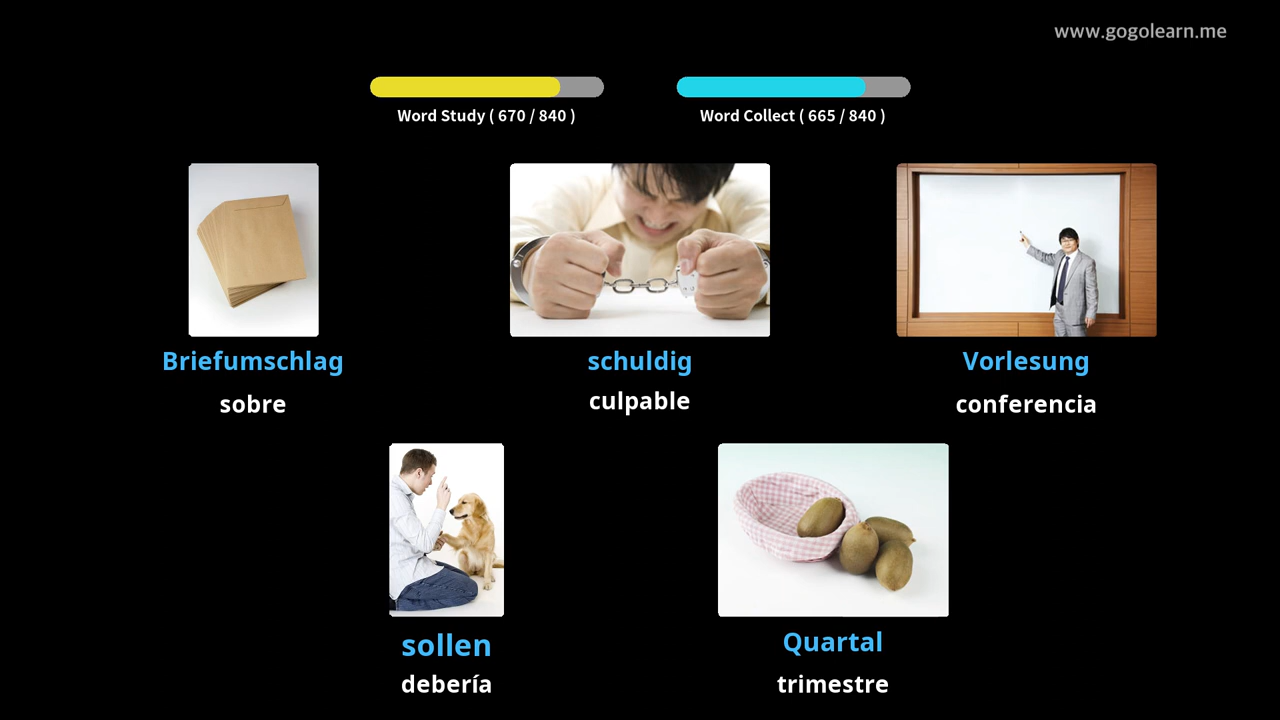 www.gogolearn.me
Word Study ( 670 / 840 )
Word Collect ( 665 / 840 )
Briefumschlag
sobre
schuldig
culpable
Vorlesung
conferencia
sollen
debería
Quartal
trimestre